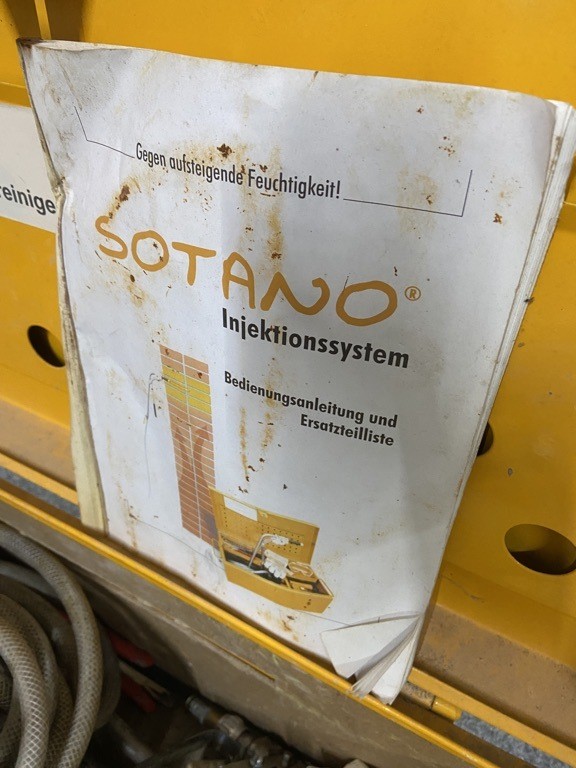 Gegen aufsteigende Feuchtigkeit!
SOTANO®
Injektionssystem
Bedienungsanleitung und
Ersatzteilliste
reinige